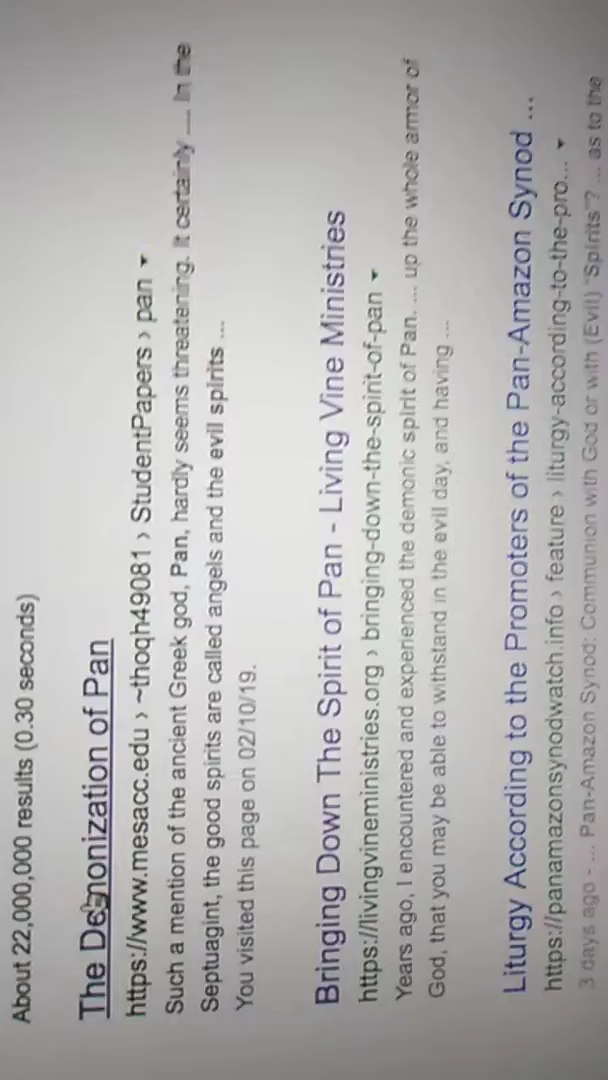 About 22,000,000 results (0.30 seconds)
The Demonization of Pan
https://www.mesacc.edu › ~thoqh49081 › StudentPapers › pan ▾
Such a mention of the ancient Greek god, Pan, hardly seems threatening. It certainly .... In the
Septuagint, the good spirits are called angels and the evil spirits ...
You visited this page on 02/10/19.
Bringing Down The Spirit of Pan - Living Vine Ministries
https://livingvineministries.org › bringing-down-the-spirit-of-pan ▾
Years ago, I encountered and experienced the demonic spirit of Pan. ... up the whole armor of
God, that you may be able to withstand in the evil day, and having ...
Liturgy According to the Promoters of the Pan-Amazon Synod ...
https://panamazonsynodwatch.info › feature › liturgy-according-to-the-pro... ▾
3 days ago - ... Pan-Amazon Synod: Communion with God or with (Evil) "Spirits"? ... as to the